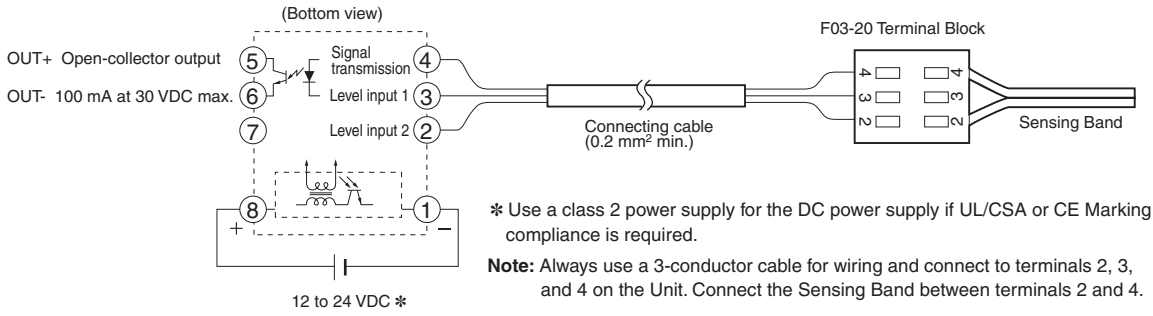 (Bottom view)
F03-20 Terminal Block
OUT+ Open-collector output
5
Signal
transmission
4
OUT- 100 mA at 30 VDC max.
6
Level input 1
3
7
Level input 2
2
Connecting cable
(0.2 mm² min.)
4
3
2
4
3
2
Sensing Band
8
1
+
−
12 to 24 VDC ✻
✻ Use a class 2 power supply for the DC power supply if UL/CSA or CE Marking
compliance is required.
Note: Always use a 3-conductor cable for wiring and connect to terminals 2, 3,
and 4 on the Unit. Connect the Sensing Band between terminals 2 and 4.